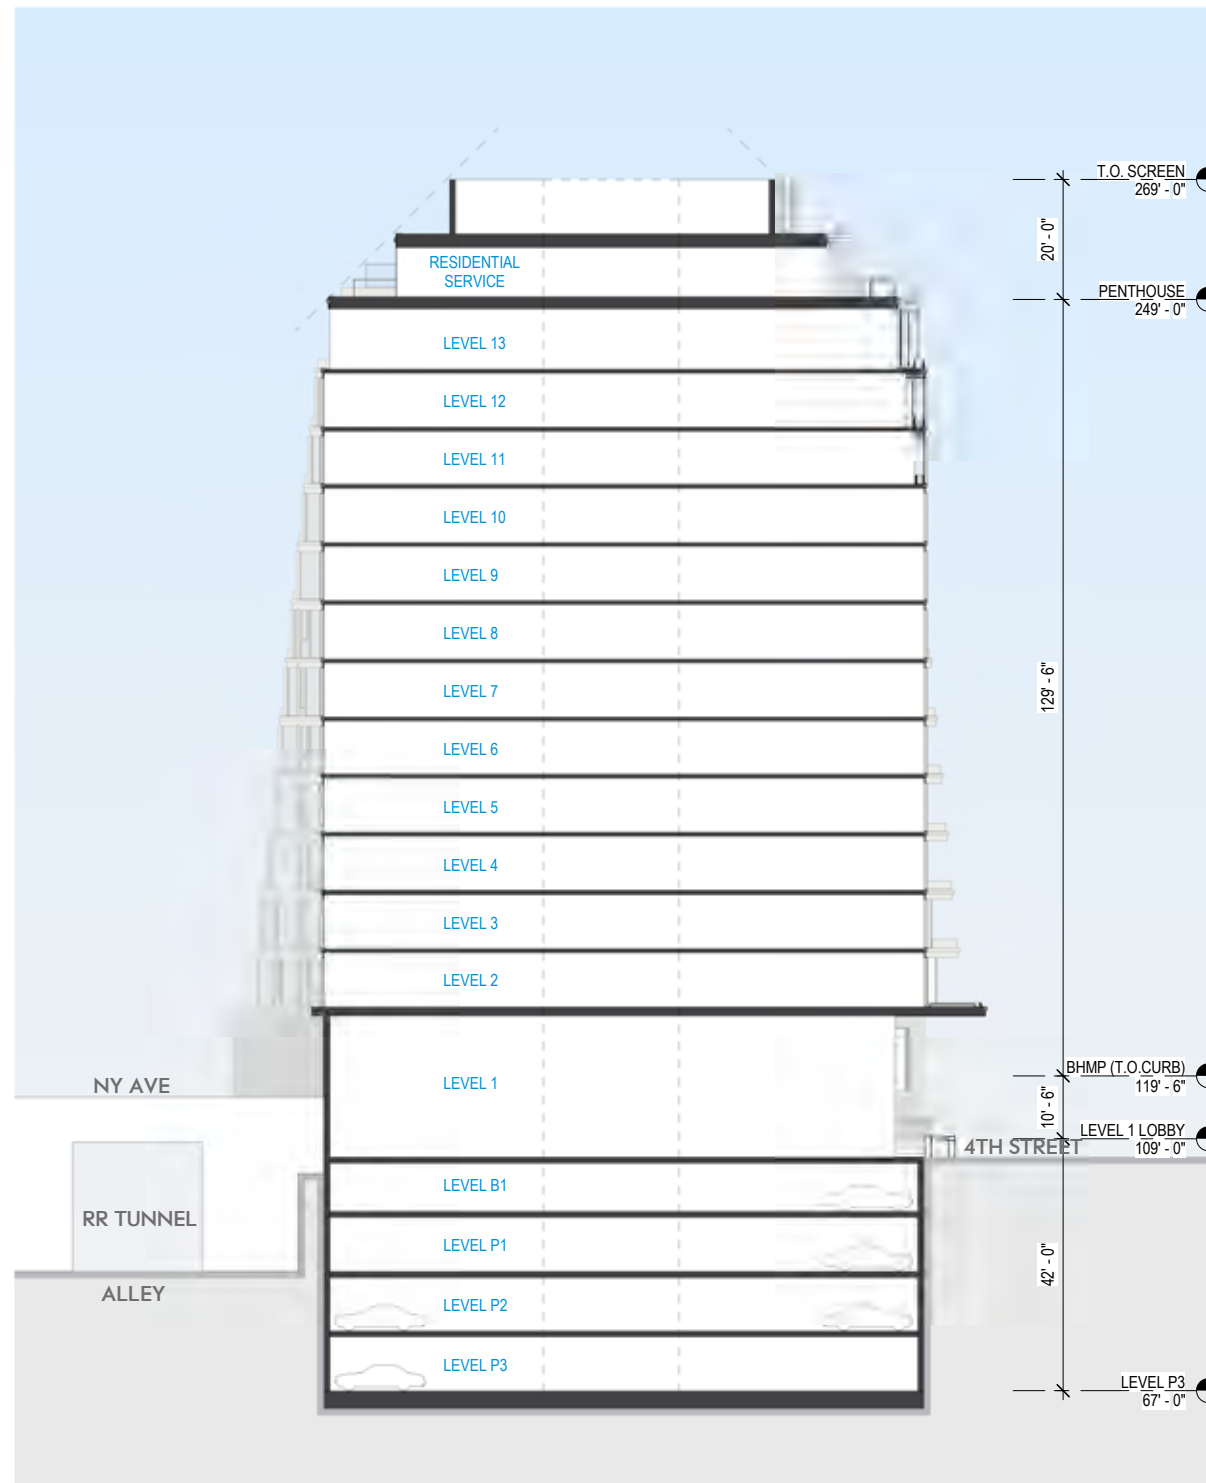 T.O. SCREEN
269' - 0"
20' - 0"
RESIDENTIAL
SERVICE
PENTHOUSE
249' - 0"
LEVEL 13
LEVEL 12
LEVEL 11
LEVEL 10
LEVEL 9
LEVEL 8
LEVEL 7
129' - 6"
LEVEL 6
LEVEL 5
LEVEL 4
LEVEL 3
LEVEL 2
NY AVE
LEVEL 1
BHMP (T.O.CURB)
119' - 6"
10' - 6"
LEVEL 1 LOBBY
109' - 0"
4TH STREET
LEVEL B1
RR TUNNEL
LEVEL P1
42' - 0"
ALLEY
LEVEL P2
LEVEL P3
LEVEL P3
67' - 0"